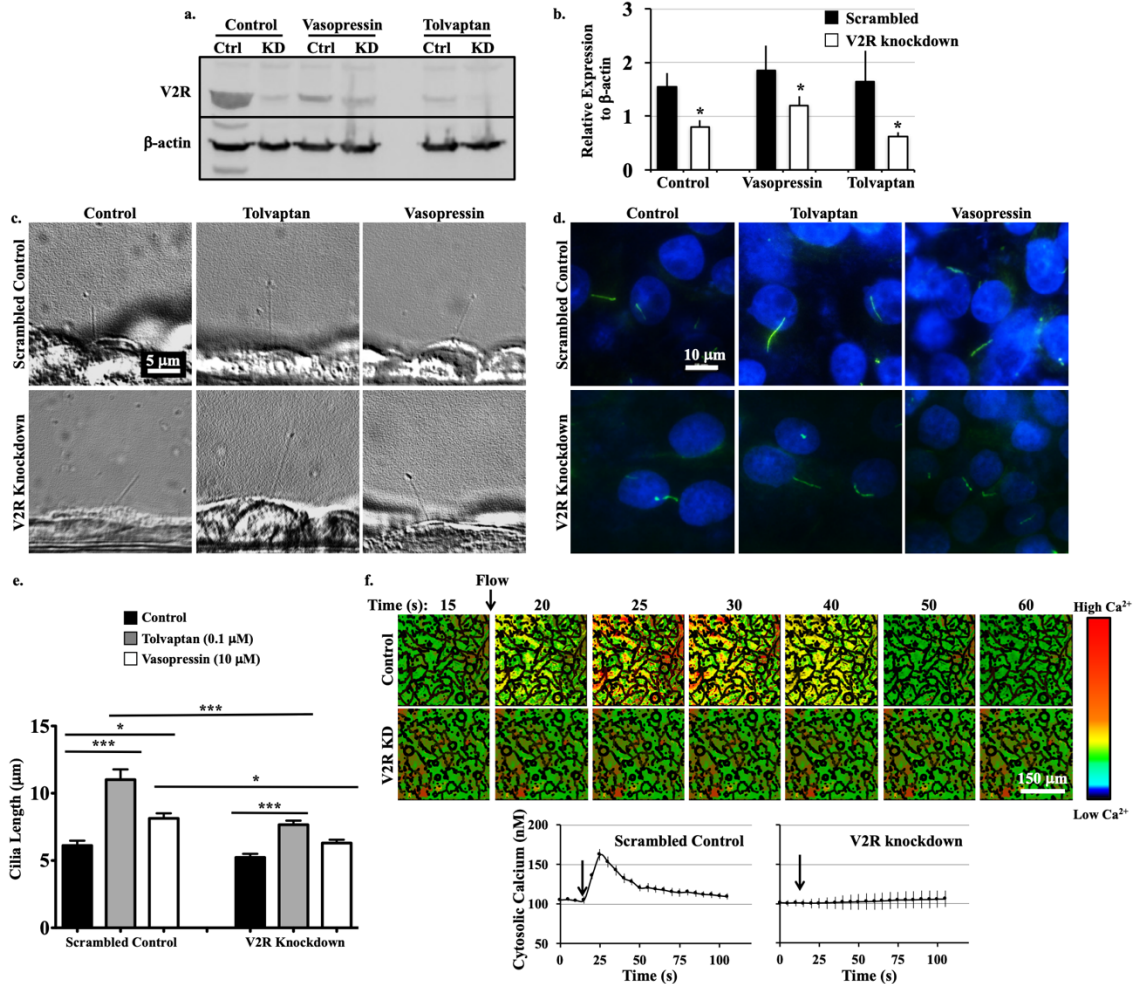 a.
Control Vasopressin Tolvaptan
Ctrl KD Ctrl KD Ctrl KD
V2R
β-actin
b.
Scrambled
V2R knockdown
Relative Expression
to β-actin
3
2
1
0
* * *
Control Vasopressin Tolvaptan
c.
Control Tolvaptan Vasopressin
Scrambled Control
5 μm
V2R Knockdown
d.
Control Tolvaptan Vasopressin
Scrambled Control
10 μm
V2R Knockdown
e.
Control
Tolvaptan (0.1 μM)
Vasopressin (10 μM)
Cilia Length (μm)
15
10
5
0
***
*
***
*
***
Scrambled Control V2R Knockdown
f.
Flow
Time (s): 15 20 25 30 40 50 60
Control
V2R KD
150 μm
High Ca²⁺
Low Ca²⁺
Cytosolic Calcium (nM)
200
150
100
50
Scrambled Control
0 25 50 75 100
Time (s)
V2R knockdown
0 25 50 75 100
Time (s)